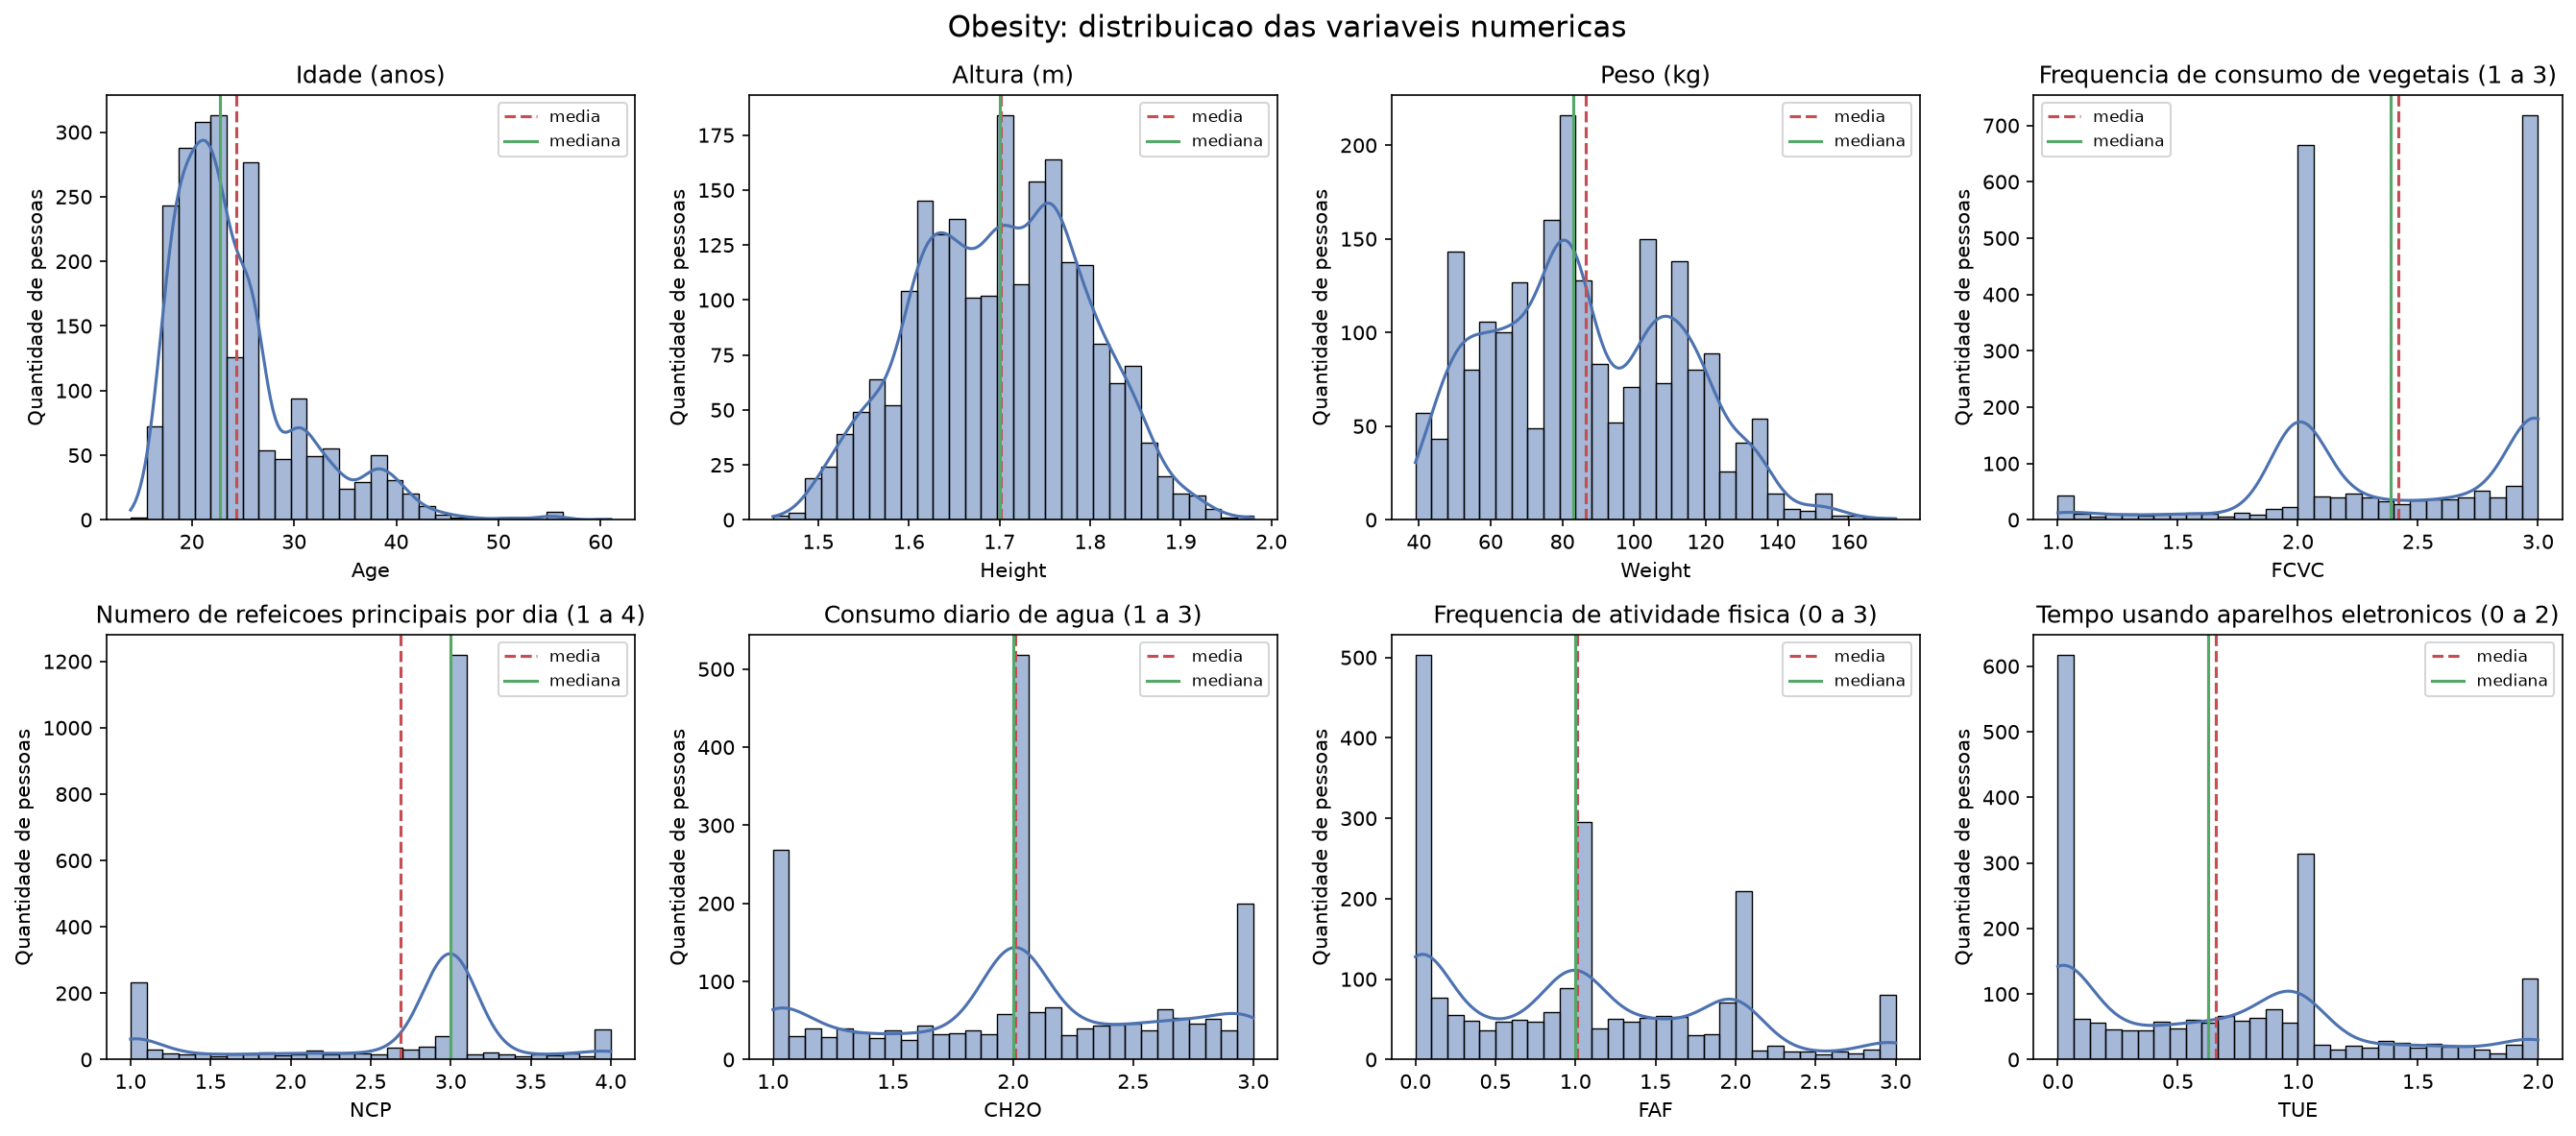 Obesity: distribuicao das variaveis numericas
Idade (anos)
Quantidade de pessoas
300
250
200
150
100
50
0
20 30 40 50 60
Age
media
mediana
Altura (m)
Quantidade de pessoas
175
150
125
100
75
50
25
0
1.5 1.6 1.7 1.8 1.9 2.0
Height
media
mediana
Peso (kg)
Quantidade de pessoas
200
150
100
50
0
40 60 80 100 120 140 160
Weight
media
mediana
Frequencia de consumo de vegetais (1 a 3)
Quantidade de pessoas
700
600
500
400
300
200
100
0
1.0 1.5 2.0 2.5 3.0
FCVC
media
mediana
Numero de refeicoes principais por dia (1 a 4)
Quantidade de pessoas
1200
1000
800
600
400
200
0
1.0 1.5 2.0 2.5 3.0 3.5 4.0
NCP
media
mediana
Consumo diario de agua (1 a 3)
Quantidade de pessoas
500
400
300
200
100
0
1.0 1.5 2.0 2.5 3.0
CH2O
media
mediana
Frequencia de atividade fisica (0 a 3)
Quantidade de pessoas
500
400
300
200
100
0
0.0 0.5 1.0 1.5 2.0 2.5 3.0
FAF
media
mediana
Tempo usando aparelhos eletronicos (0 a 2)
Quantidade de pessoas
600
500
400
300
200
100
0
0.0 0.5 1.0 1.5 2.0
TUE
media
mediana